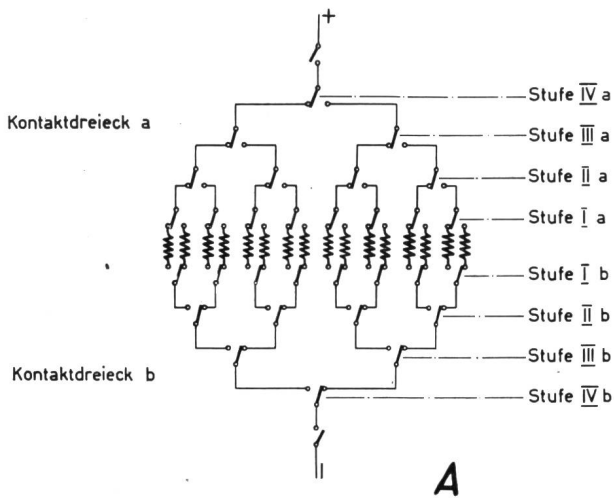 +
Stufe IV a
Kontaktdreieck a
Stufe III a
Stufe II a
Stufe I a
Stufe I b
Stufe II b
Stufe III b
Kontaktdreieck b
Stufe IV b
A